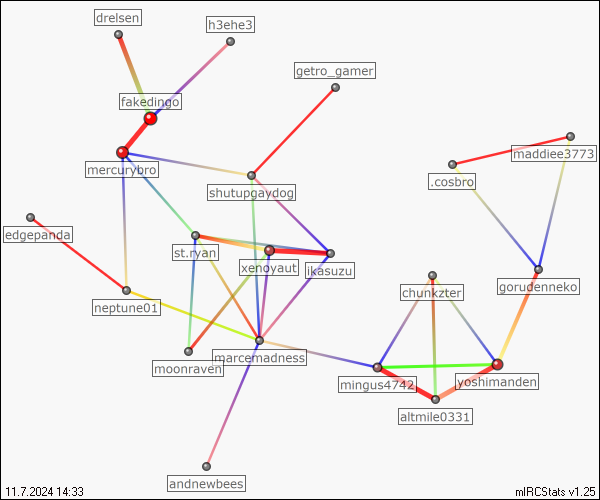 drelsen
h3ehe3
getro_gamer
fakedingo
maddiee3773
mercurybro
.cosbro
shutupgaydog
edgepanda
st.ryan
xenoyaut
ikasuzu
chunkzter
gorudenneko
neptune01
marcemadness
moonraven
mingus4742
yoshimanden
altmile0331
andnewbees
11.7.2024 14:33
mIRCStats v1.25